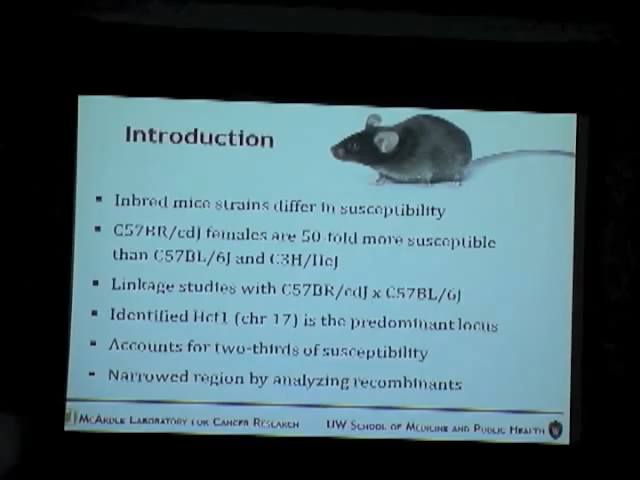 Introduction
Inbred mice strains differ in susceptibility
C57BR/cdJ females are 50-fold more susceptible
than C57BL/6J and C3H/HeJ
Linkage studies with C57BR/cdJ x C57BL/6J
Identified Hcf1 (chr 17) is the predominant locus
Accounts for two-thirds of susceptibility
Narrowed region by analyzing recombinants
McArdle Laboratory for Cancer Research
UW School of Medicine and Public Health